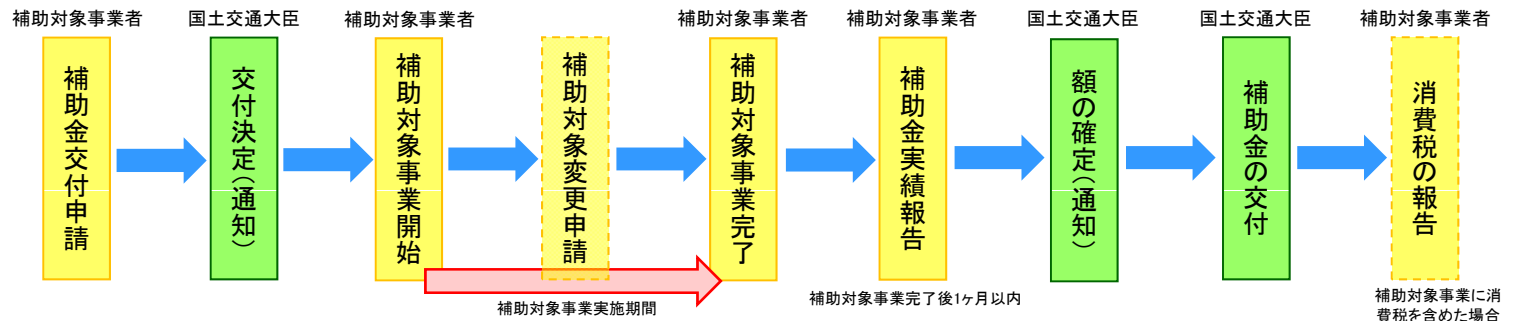 補助対象事業者
国土交通大臣
補助対象事業者
補助対象事業者
補助対象事業者
国土交通大臣
国土交通大臣
補助対象事業者
補助金交付申請
交付決定(通知)
補助対象事業開始
補助対象変更申請
補助対象事業完了
補助金実績報告
額の確定(通知)
補助金の交付
消費税の報告
補助対象事業実施期間
補助対象事業完了後1ヶ月以内
補助対象事業に消
費税を含めた場合